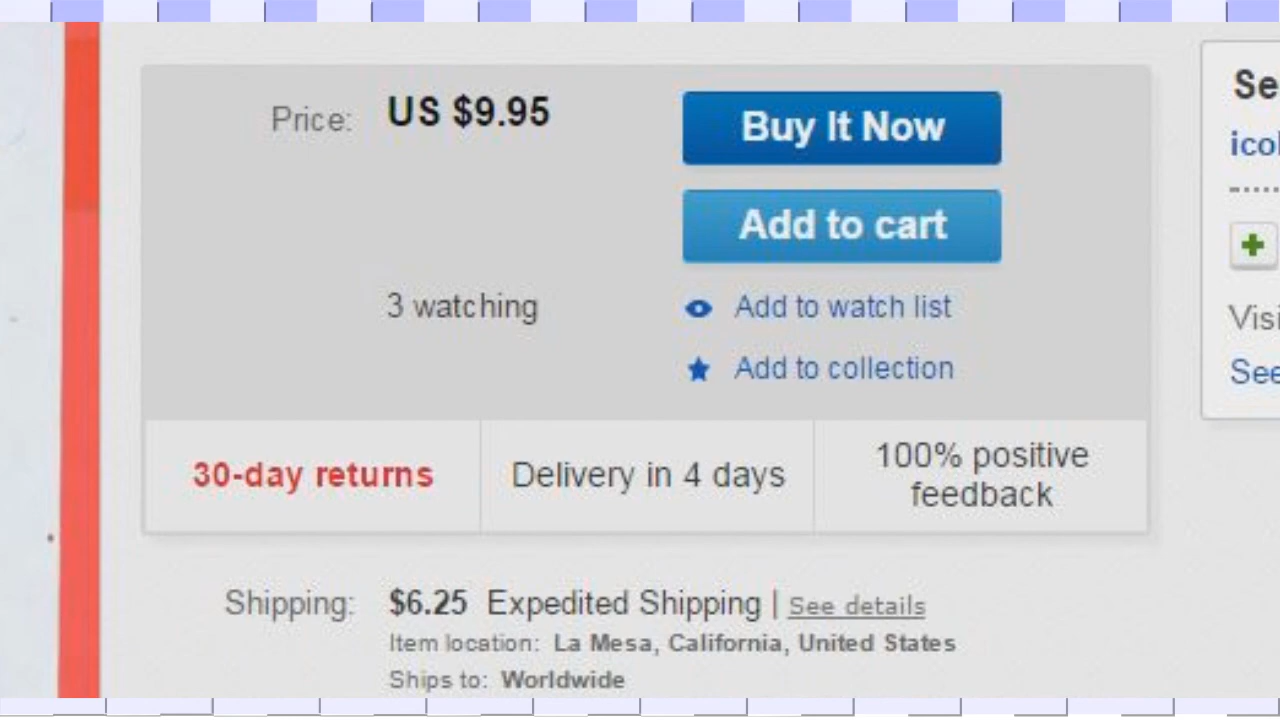 Price: US $9.95
Buy It Now
Add to cart
3 watching
Add to watch list
Add to collection
30-day returns
Delivery in 4 days
100% positive
feedback
Shipping: $6.25 Expedited Shipping | See details
Item location: La Mesa, California, United States
Ships to: Worldwide
Se
icol
Visi
See